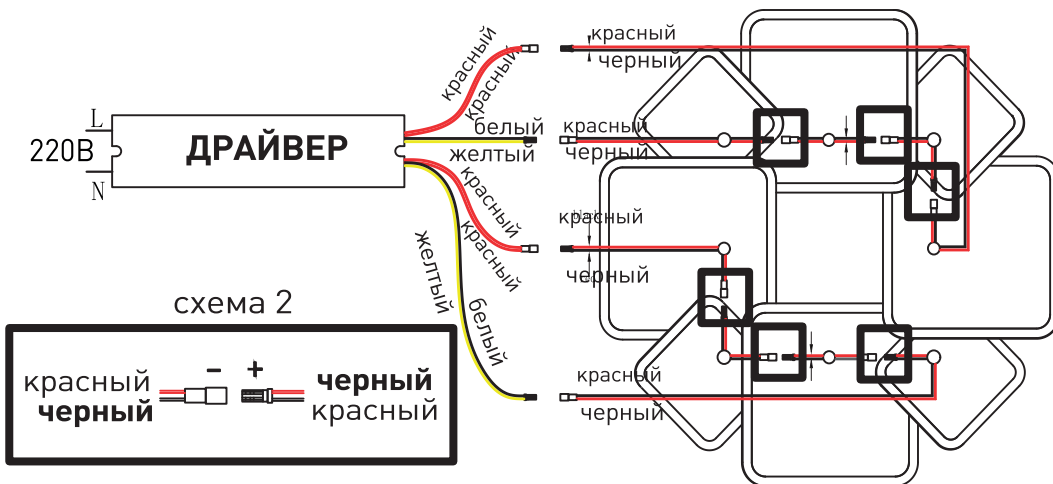 L
220В
N
ДРАЙВЕР
красный
красный
белый
желтый
красный
красный
желтый
белый
красный
черный
красный
черный
красный
черный
красный
черный
схема 2
красный
черный
- +
черный
красный